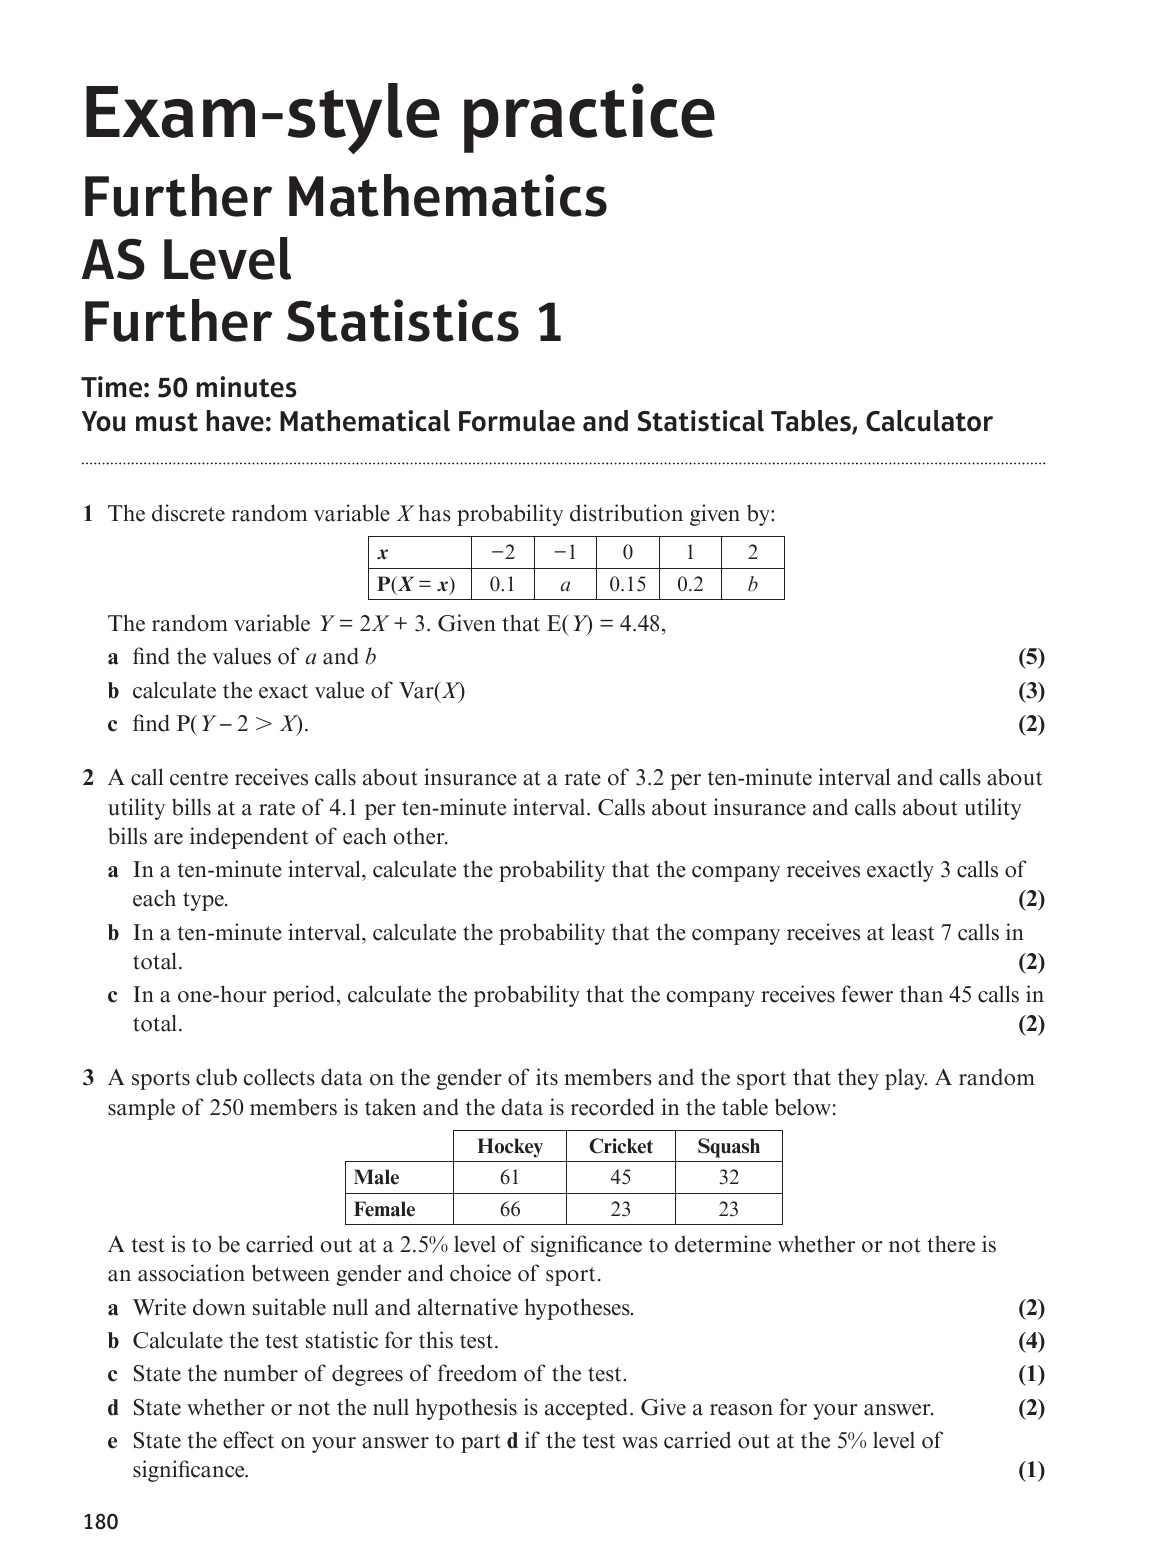 Exam-style practice
Further Mathematics
AS Level
Further Statistics 1
Time: 50 minutes
You must have: Mathematical Formulae and Statistical Tables, Calculator
1 The discrete random variable X has probability distribution given by:
x −2 −1 0 1 2
P(X = x) 0.1 a 0.15 0.2 b
The random variable Y = 2X + 3. Given that E(Y) = 4.48,
a find the values of a and b (5)
b calculate the exact value of Var(X) (3)
c find P(Y − 2 > X). (2)
2 A call centre receives calls about insurance at a rate of 3.2 per ten-minute interval and calls about
utility bills at a rate of 4.1 per ten-minute interval. Calls about insurance and calls about utility
bills are independent of each other.
a In a ten-minute interval, calculate the probability that the company receives exactly 3 calls of
each type. (2)
b In a ten-minute interval, calculate the probability that the company receives at least 7 calls in
total. (2)
c In a one-hour period, calculate the probability that the company receives fewer than 45 calls in
total. (2)
3 A sports club collects data on the gender of its members and the sport that they play. A random
sample of 250 members is taken and the data is recorded in the table below:
Hockey Cricket Squash
Male 61 45 32
Female 66 23 23
A test is to be carried out at a 2.5% level of significance to determine whether or not there is
an association between gender and choice of sport.
a Write down suitable null and alternative hypotheses. (2)
b Calculate the test statistic for this test. (4)
c State the number of degrees of freedom of the test. (1)
d State whether or not the null hypothesis is accepted. Give a reason for your answer. (2)
e State the effect on your answer to part d if the test was carried out at the 5% level of
significance. (1)
180